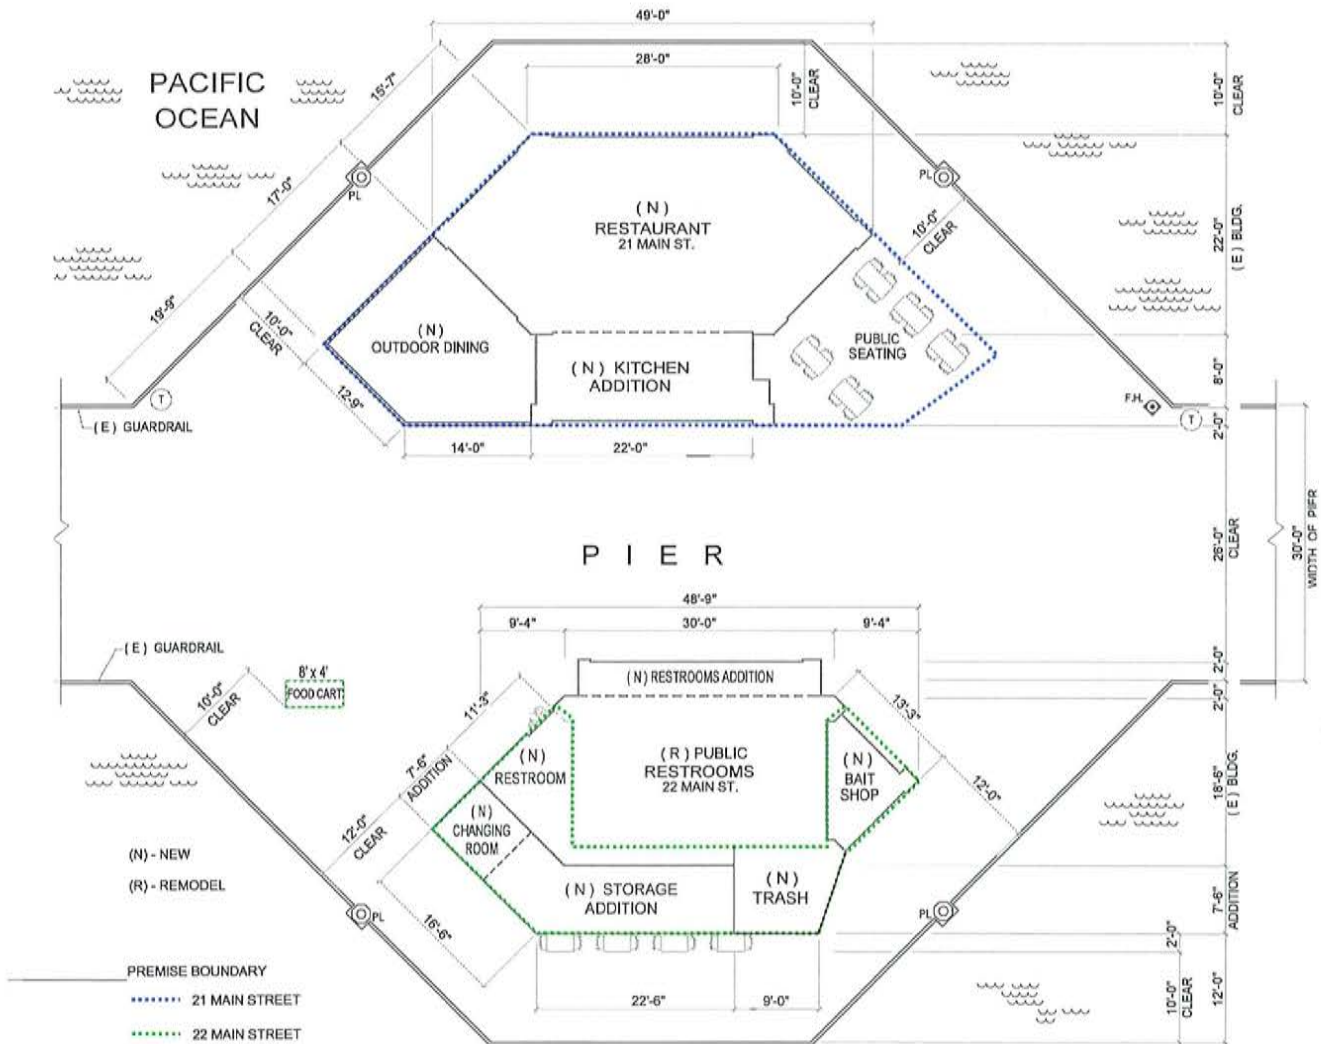 49'-0"
28'-0"
PACIFIC
OCEAN
15'-7"
10'-0"
CLEAR
10'-0"
CLEAR
17'-0"
PL
PL
( N )
RESTAURANT
21 MAIN ST.
10'-0"
CLEAR
22'-0"
( E ) BLDG.
19'-9"
10'-0"
CLEAR
( N )
OUTDOOR DINING
( N ) KITCHEN
ADDITION
PUBLIC
SEATING
12'-9"
8'-0"
T
( E ) GUARDRAIL
F.H.
T
2'-0"
14'-0"
22'-0"
P I E R
CLEAR
30'-0"
WIDTH OF PIER
48'-9"
9'-4"
30'-0"
9'-4"
( E ) GUARDRAIL
8' x 4'
FOOD CART
10'-0"
CLEAR
( N ) RESTROOMS ADDITION
2'-0"
2'-0"
11'-3"
13'-3"
7'-6"
ADDITION
( N )
RESTROOM
( R ) PUBLIC
RESTROOMS
22 MAIN ST.
( N )
BAIT
SHOP
18'-6"
( E ) BLDG.
12'-0"
12'-0"
CLEAR
( N )
CHANGING
ROOM
(N) - NEW
(R) - REMODEL
( N ) STORAGE
ADDITION
( N )
TRASH
7'-6"
ADDITION
PL
PL
16'-6"
2'-0"
PREMISE BOUNDARY
21 MAIN STREET
22 MAIN STREET
22'-6"
9'-0"
10'-0"
CLEAR
12'-0"